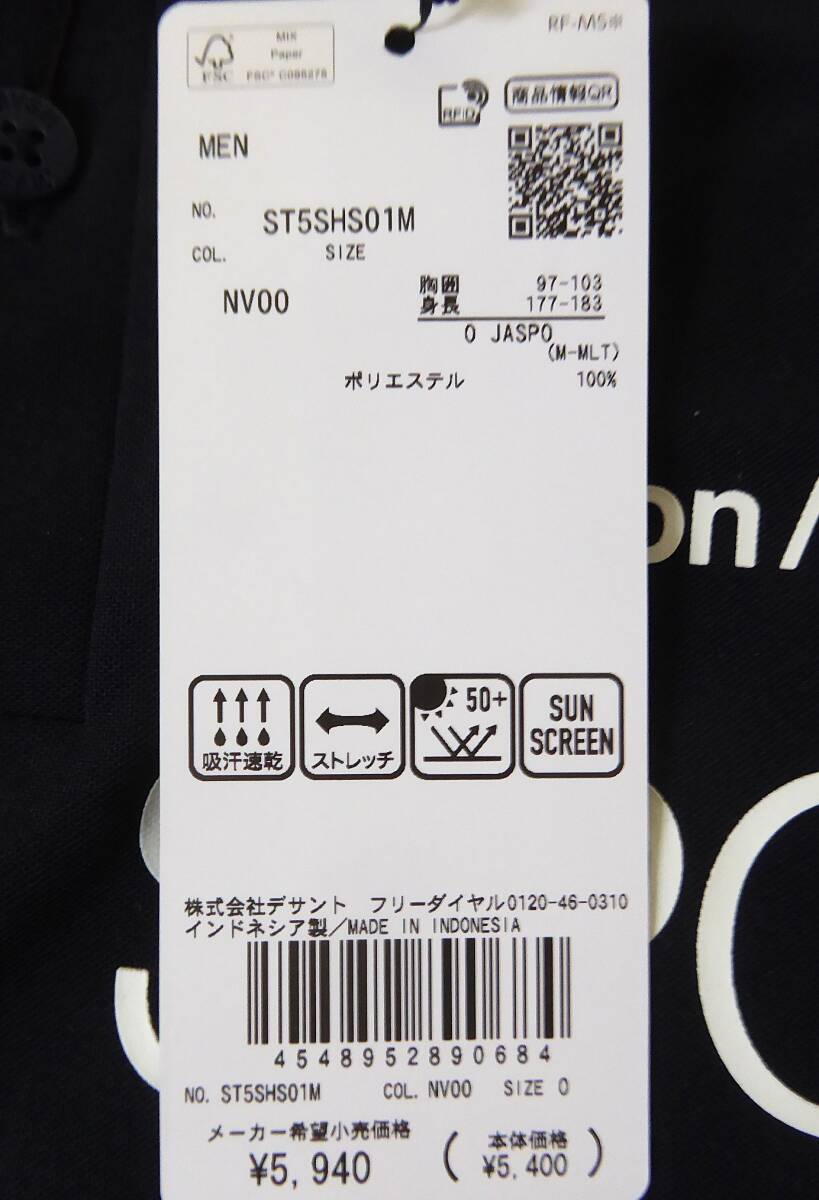 RF-M5※
MIX
Paper
FSC
RFID
商品情報QR
MEN
NO.
ST5SHS01M
COL.
SIZE
NV00
胸囲 97-103
身長 177-183
O JASPO
(M-MLT)
ポリエステル 100%
on/
50+
SUN
SCREEN
吸汗速乾
ストレッチ
株式会社デサント フリーダイヤル0120-46-0310
インドネシア製/MADE IN INDONESIA
4548952890684
NO. ST5SHS01M COL. NV00 SIZE O
メーカー希望小売価格
¥5,940
(本体価格
¥5,400)